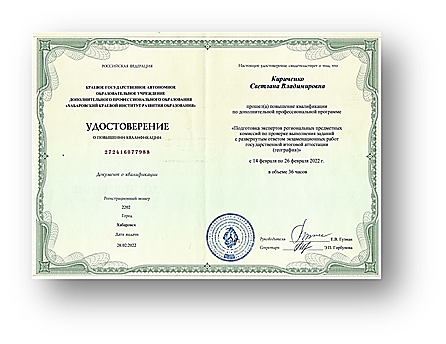 РОССИЙСКАЯ ФЕДЕРАЦИЯ
КРАЕВОЕ ГОСУДАРСТВЕННОЕ АВТОНОМНОЕ
ОБРАЗОВАТЕЛЬНОЕ УЧРЕЖДЕНИЕ
ДОПОЛНИТЕЛЬНОГО ПРОФЕССИОНАЛЬНОГО ОБРАЗОВАНИЯ
«ХАБАРОВСКИЙ КРАЕВОЙ ИНСТИТУТ РАЗВИТИЯ ОБРАЗОВАНИЯ»
УДОСТОВЕРЕНИЕ
О ПОВЫШЕНИИ КВАЛИФИКАЦИИ
272416077988
Документ о квалификации
Регистрационный номер
2202
Город
Хабаровск
Дата выдачи
28.02.2022
Настоящее удостоверение свидетельствует о том, что
Кириченко
Светлана Владимировна
прошел(а) повышение квалификации
по дополнительной профессиональной программе
«Подготовка экспертов региональных предметных
комиссий по проверке выполнения заданий
с развернутым ответом экзаменационных работ
государственной итоговой аттестации
(география)»
с 14 февраля по 26 февраля 2022 г.
в объеме 36 часов
Руководитель Е.В. Гузман
Секретарь Э.П. Горбунова